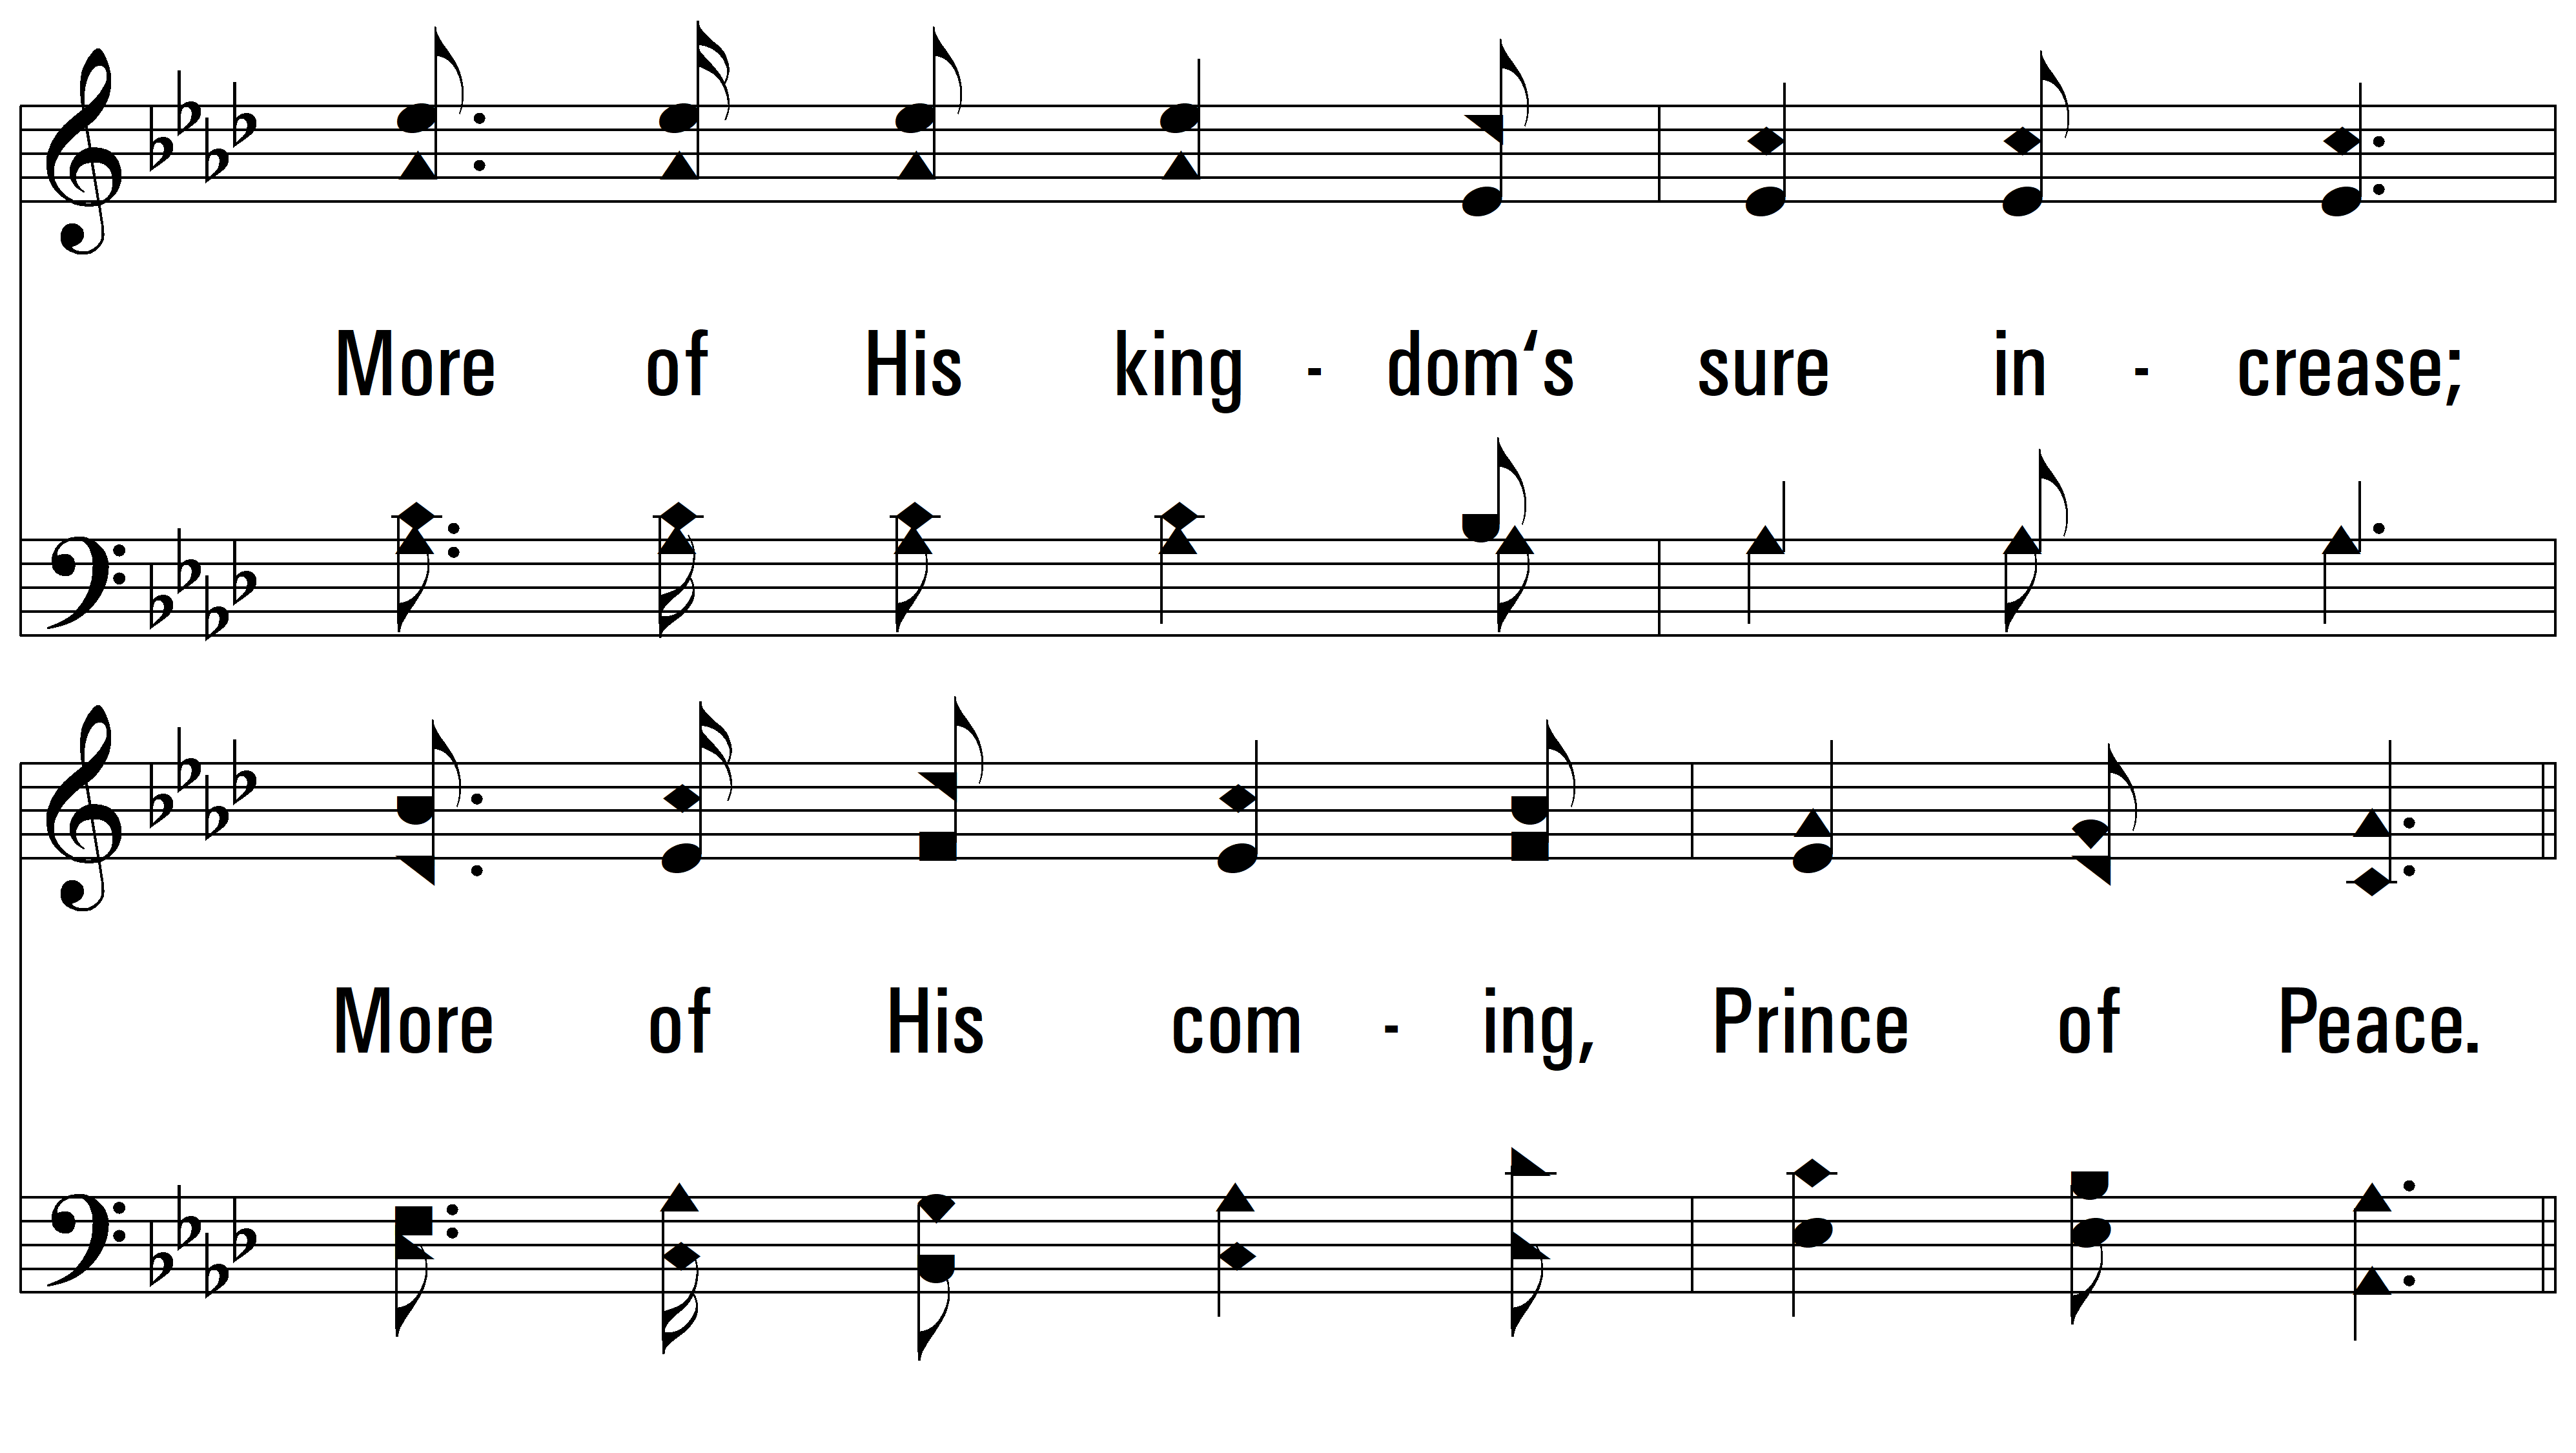 More of His king - dom‘s sure in - crease;
More of His com - ing, Prince of Peace.